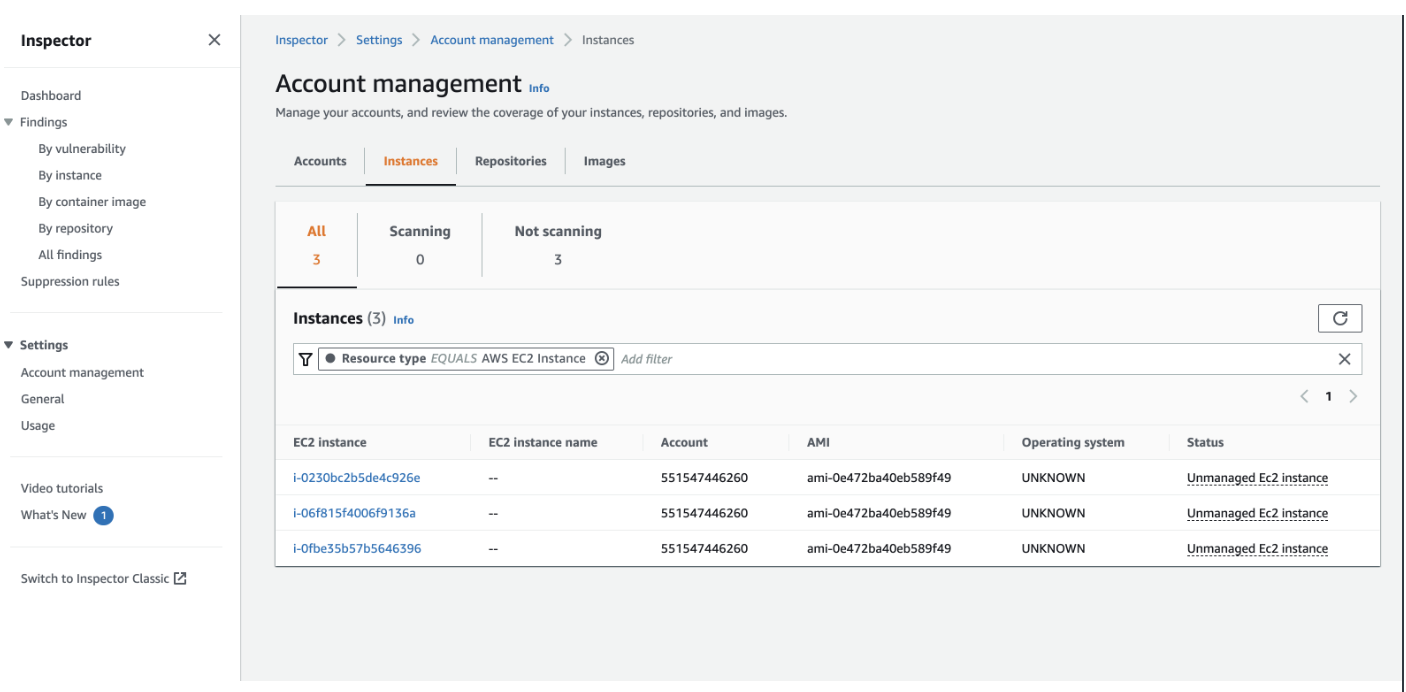 Inspector
Dashboard
Findings
By vulnerability
By instance
By container image
By repository
All findings
Suppression rules
Settings
Account management
General
Usage
Video tutorials
What's New 1
Switch to Inspector Classic
Inspector > Settings > Account management > Instances
Account management Info
Manage your accounts, and review the coverage of your instances, repositories, and images.
Accounts Instances Repositories Images
All Scanning Not scanning
3 0 3
Instances (3) Info
Resource type EQUALS AWS EC2 Instance Add filter
1
EC2 instance EC2 instance name Account AMI Operating system Status
i-0230bc2b5de4c926e -- 551547446260 ami-0e472ba40eb589f49 UNKNOWN Unmanaged Ec2 instance
i-06f815f4006f9136a -- 551547446260 ami-0e472ba40eb589f49 UNKNOWN Unmanaged Ec2 instance
i-0fbe35b57b5646396 -- 551547446260 ami-0e472ba40eb589f49 UNKNOWN Unmanaged Ec2 instance